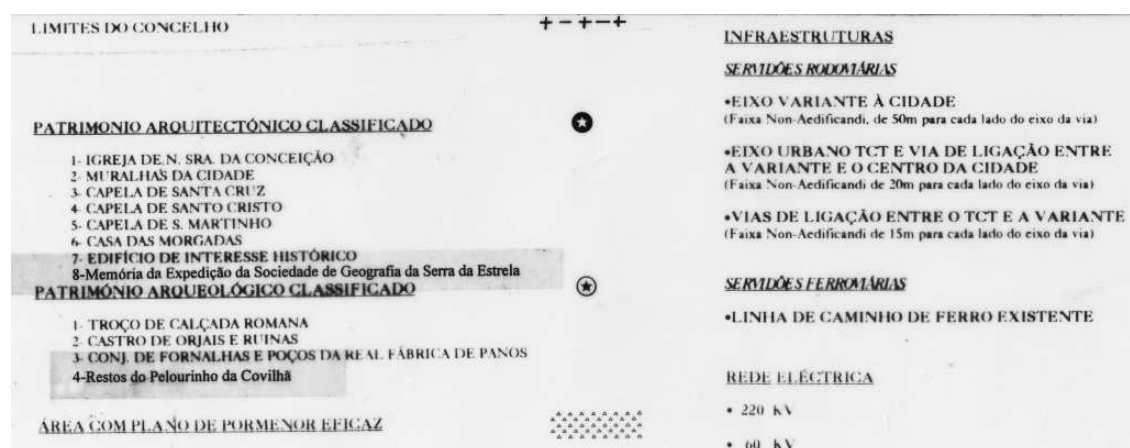 LIMITES DO CONCELHO
PATRIMONIO ARQUITECTÓNICO CLASSIFICADO
1- IGREJA DE N. SRA. DA CONCEIÇÃO
2- MURALHAS DA CIDADE
3- CAPELA DE SANTA CRUZ
4- CAPELA DE SANTO CRISTO
5- CAPELA DE S. MARTINHO
6- CASA DAS MORGADAS
7- EDIFÍCIO DE INTERESSE HISTÓRICO
8-Memória da Expedição da Sociedade de Geografia da Serra da Estrela
PATRIMÓNIO ARQUEOLÓGICO CLASSIFICADO
1- TROÇO DE CALÇADA ROMANA
2- CASTRO DE ORJAIS E RUINAS
3- CONJ. DE FORNALHAS E POÇOS DA REAL FÁBRICA DE PANOS
4-Restos do Pelourinho da Covilhã
ÁREA COM PLANO DE PORMENOR EFICAZ
INFRAESTRUTURAS
SERVIDÕES RODOVIÁRIAS
•EIXO VARIANTE À CIDADE
(Faixa Non-Aedificandi, de 50m para cada lado do eixo da via)
•EIXO URBANO TCT E VIA DE LIGAÇÃO ENTRE
A VARIANTE E O CENTRO DA CIDADE
(Faixa Non-Aedificandi de 20m para cada lado do eixo da via)
•VIAS DE LIGAÇÃO ENTRE O TCT E A VARIANTE
(Faixa Non-Aedificandi de 15m para cada lado do eixo da via)
SERVIDÕES FERROVIÁRIAS
•LINHA DE CAMINHO DE FERRO EXISTENTE
REDE ELÉCTRICA
• 220 KV
• 60 KV